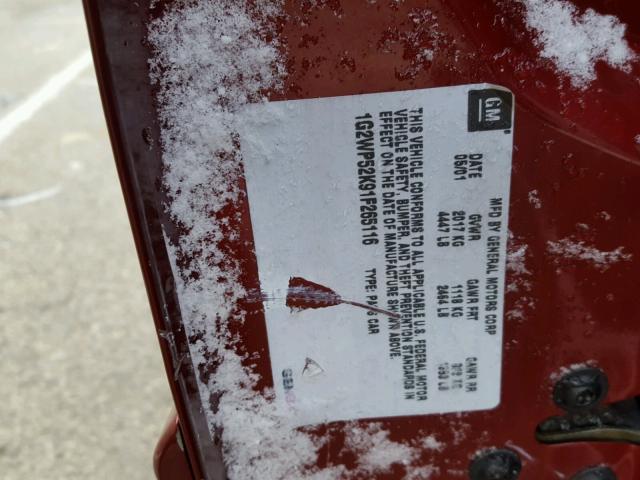 GM
MFD BY GENERAL MOTORS CORP
DATE GVWR GAWR FRT GAWR RR
05/01 2017 KG 1118 KG
4447 LB 2464 LB
THIS VEHICLE CONFORMS TO ALL APPLICABLE U.S. FEDERAL MOTOR
VEHICLE SAFETY, BUMPER, AND THEFT PREVENTION STANDARDS IN
EFFECT ON THE DATE OF MANUFACTURE SHOWN ABOVE.
1G2WP52K91F265116 TYPE: PASS CAR